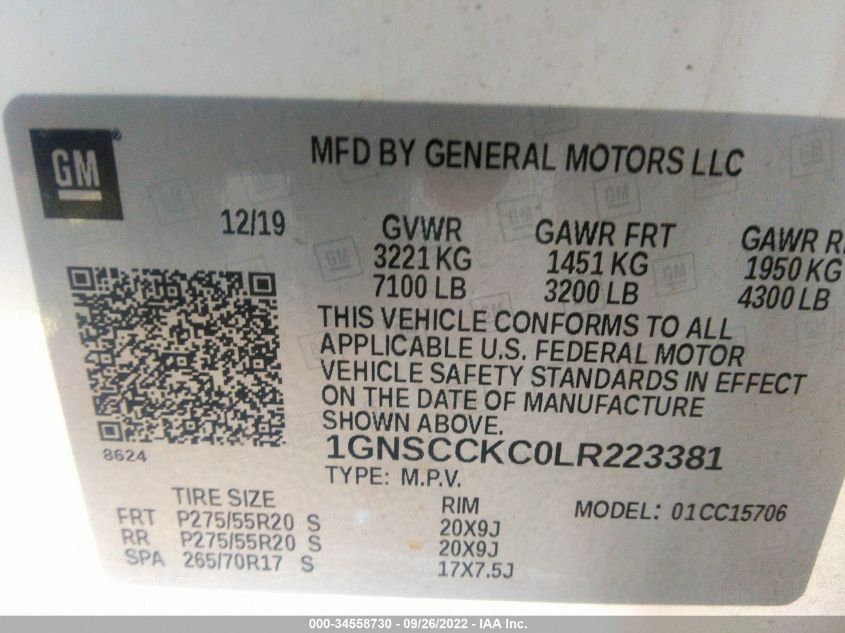 GM ®
MFD BY GENERAL MOTORS LLC
12/19
GVWR GAWR FRT GAWR
3221 KG 1451 KG 1950 KG
7100 LB 3200 LB 4300 LB
THIS VEHICLE CONFORMS TO ALL
APPLICABLE U.S. FEDERAL MOTOR
VEHICLE SAFETY STANDARDS IN EFFECT
ON THE DATE OF MANUFACTURE
SHOWN ABOVE.
8624
1GNSCCKC0LR223381
TYPE: M.P.V.
TIRE SIZE RIM MODEL: 01CC15706
FRT P275/55R20 S 20X9J
RR P275/55R20 S 20X9J
SPA 265/70R17 S 17X7.5J
000-34558730 - 09/26/2022 - IAA Inc.